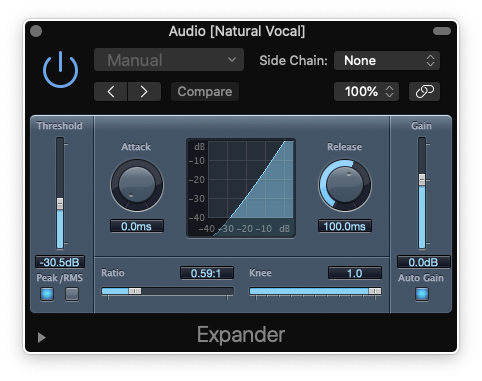 Audio [Natural Vocal]
Manual
Side Chain: None
Compare
100%
Threshold
Gain
Attack
Release
dB
-10
-20
-30
-40
-40 -30 -20 -10 dB
0.0ms
100.0ms
-30.5dB
0.0dB
Peak /RMS
Ratio
0.59:1
Knee
1.0
Auto Gain
Expander